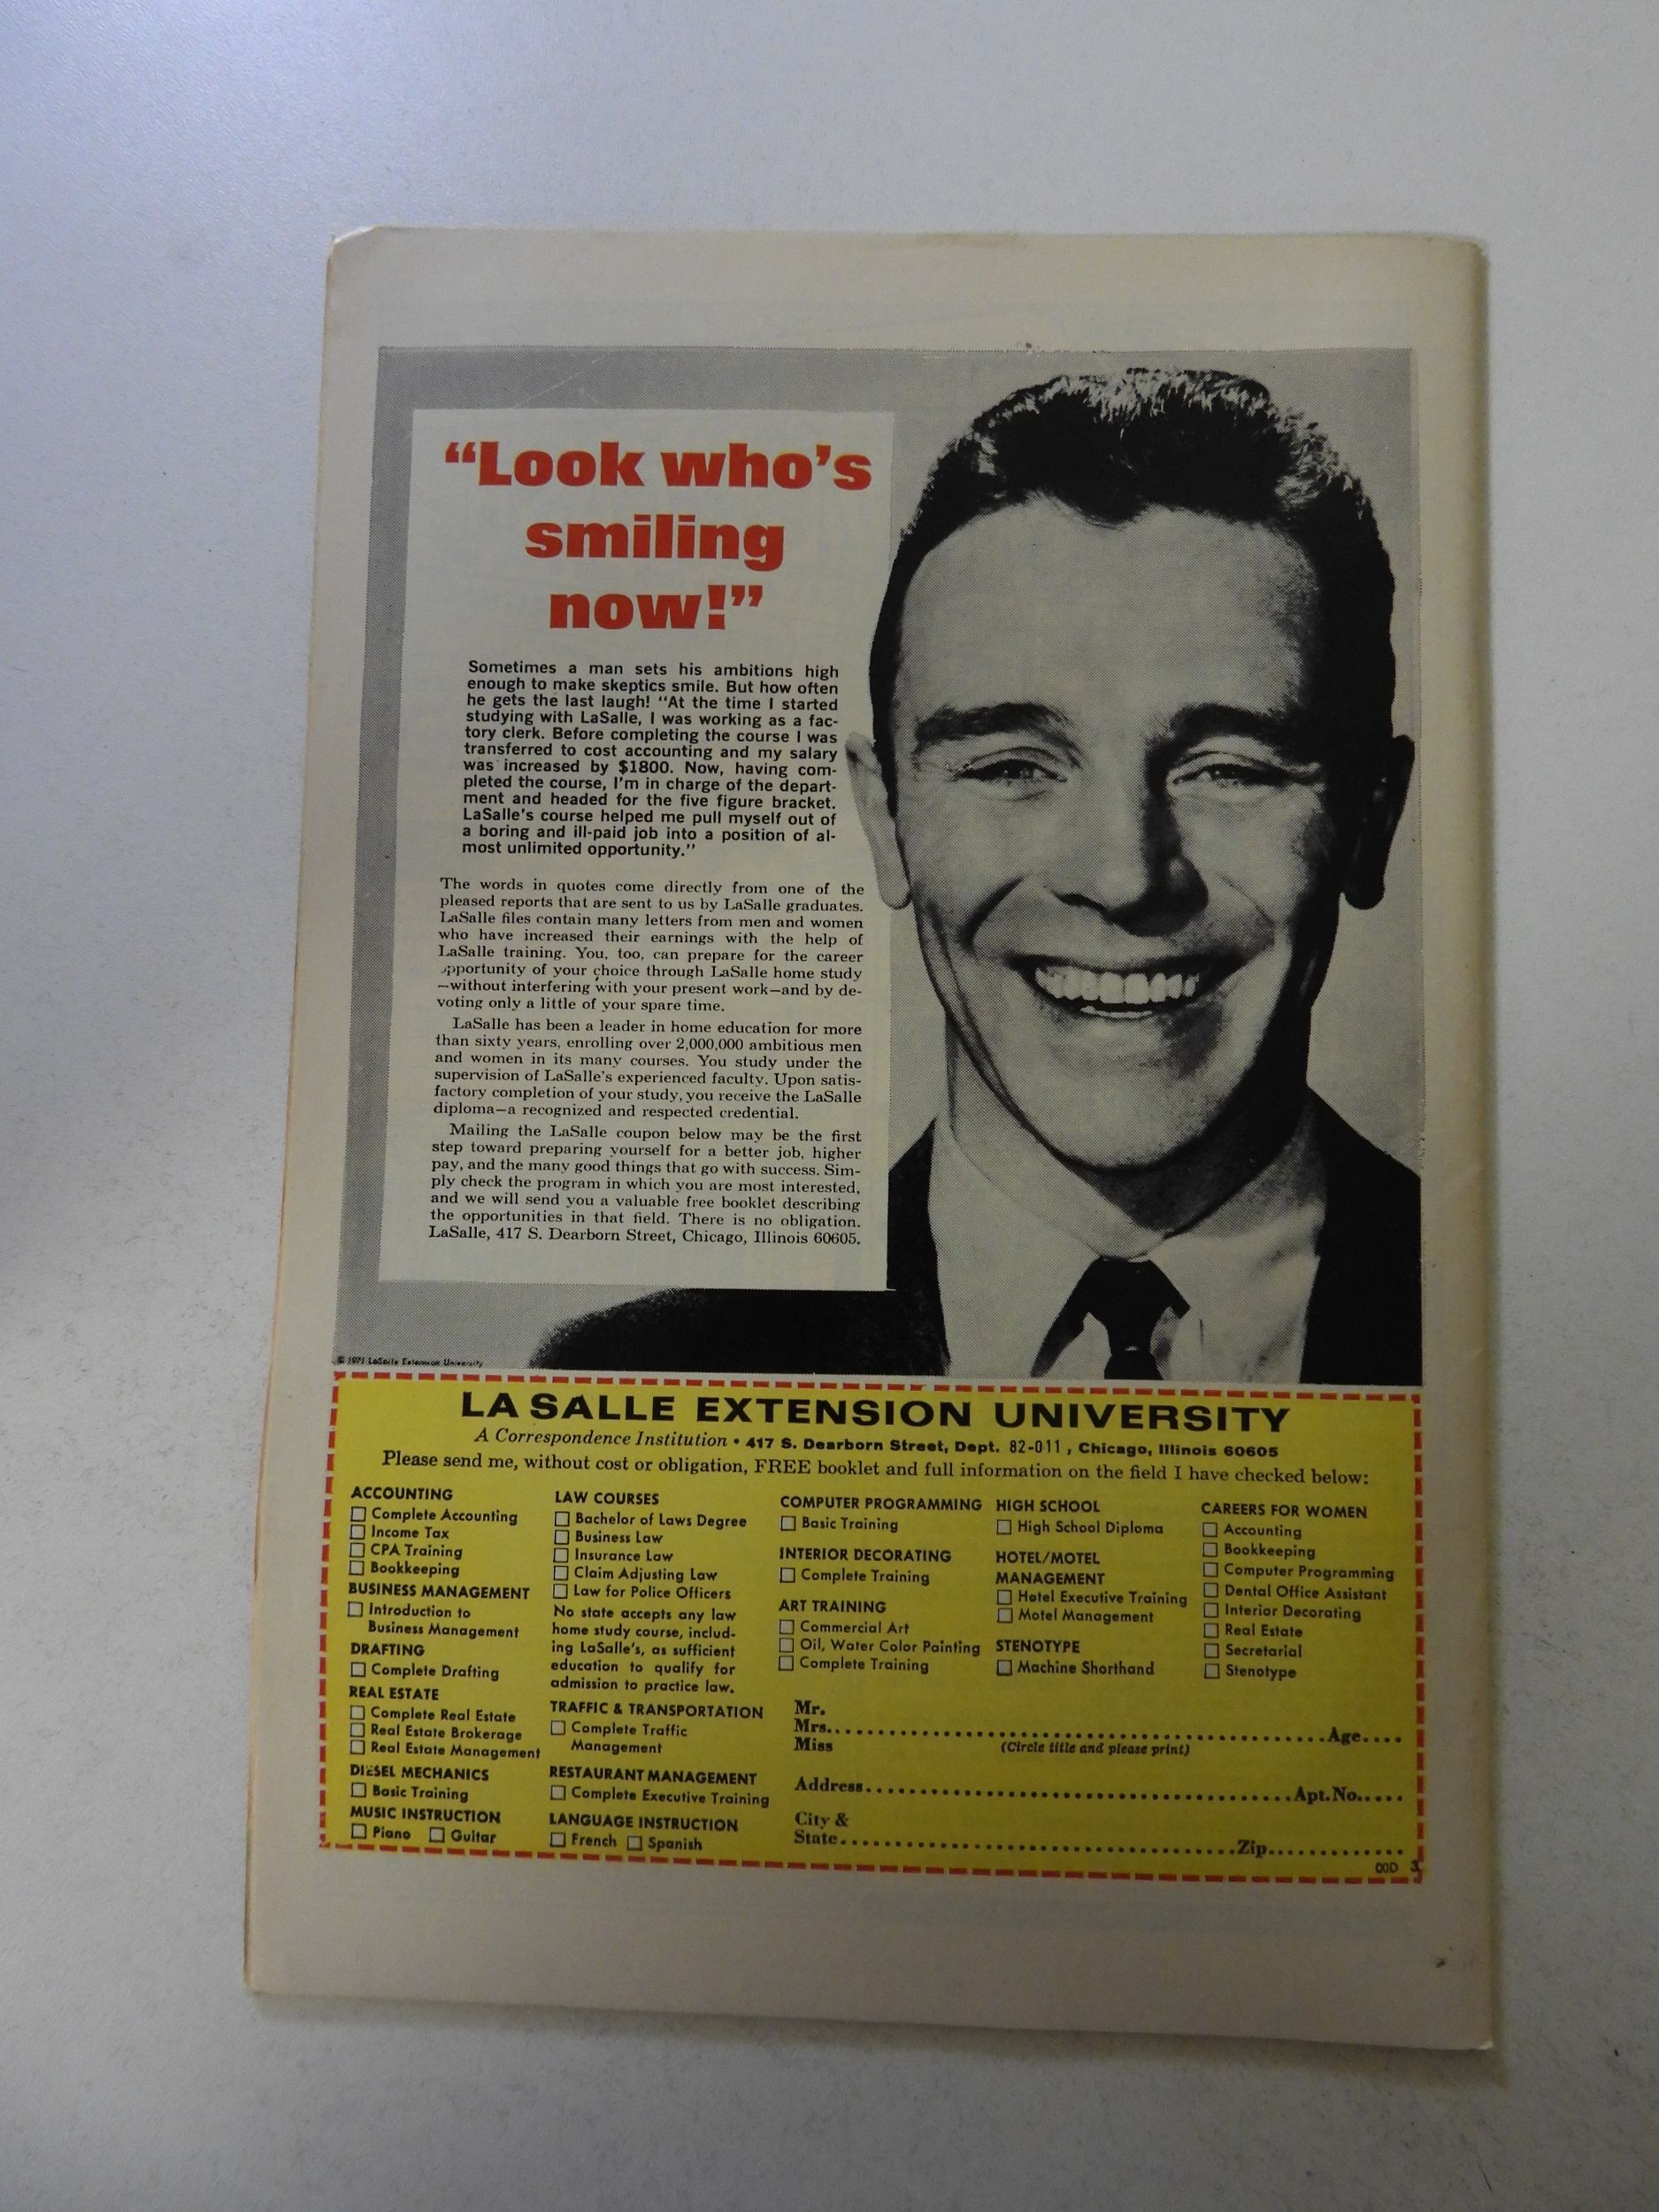 “Look who’s
smiling
now!”
Sometimes a man sets his ambitions high
enough to make skeptics smile. But how often
he gets the last laugh! “At the time I started
studying with LaSalle, I was working as a fac-
tory clerk. Before completing the course I was
transferred to cost accounting and my salary
was increased by $1800. Now, having com-
pleted the course, I’m in charge of the depart-
ment and headed for the five figure bracket.
LaSalle’s course helped me pull myself out of
a boring and ill-paid job into a position of al-
most unlimited opportunity.”
The words in quotes come directly from one of the
pleased reports that are sent to us by LaSalle graduates.
LaSalle files contain many letters from men and women
who have increased their earnings with the help of
LaSalle training. You, too, can prepare for the career
opportunity of your choice through LaSalle home study
—without interfering with your present work—and by de-
voting only a little of your spare time.
LaSalle has been a leader in home education for more
than sixty years, enrolling over 2,000,000 ambitious men
and women in its many courses. You study under the
supervision of LaSalle’s experienced faculty. Upon satis-
factory completion of your study, you receive the LaSalle
diploma—a recognized and respected credential.
Mailing the LaSalle coupon below may be the first
step toward preparing yourself for a better job, higher
pay, and the many good things that go with success. Sim-
ply check the program in which you are most interested,
and we will send you a valuable free booklet describing
the opportunities in that field. There is no obligation.
LaSalle, 417 S. Dearborn Street, Chicago, Illinois 60605.
© 1971 LaSalle Extension University
LA SALLE EXTENSION UNIVERSITY
A Correspondence Institution • 417 S. Dearborn Street, Dept. 82-011, Chicago, Illinois 60605
Please send me, without cost or obligation, FREE booklet and full information on the field I have checked below:
ACCOUNTING
Complete Accounting
Income Tax
CPA Training
Bookkeeping
BUSINESS MANAGEMENT
Introduction to
Business Management
DRAFTING
Complete Drafting
REAL ESTATE
Complete Real Estate
Real Estate Brokerage
Real Estate Management
DIESEL MECHANICS
Basic Training
MUSIC INSTRUCTION
Piano Guitar
LAW COURSES
Bachelor of Laws Degree
Business Law
Insurance Law
Claim Adjusting Law
Law for Police Officers
No state accepts any law
home study course, includ-
ing LaSalle’s, as sufficient
education to qualify for
admission to practice law.
TRAFFIC & TRANSPORTATION
Complete Traffic
Management
RESTAURANT MANAGEMENT
Complete Executive Training
LANGUAGE INSTRUCTION
French Spanish
COMPUTER PROGRAMMING
Basic Training
INTERIOR DECORATING
Complete Training
ART TRAINING
Commercial Art
Oil, Water Color Painting
Complete Training
HIGH SCHOOL
High School Diploma
HOTEL/MOTEL
MANAGEMENT
Hotel Executive Training
Motel Management
STENOTYPE
Machine Shorthand
CAREERS FOR WOMEN
Accounting
Bookkeeping
Computer Programming
Dental Office Assistant
Interior Decorating
Real Estate
Secretarial
Stenotype
Mr.
Mrs. Age
Miss (Circle title and please print)
Address Apt.No.
City &
State Zip
00D 3